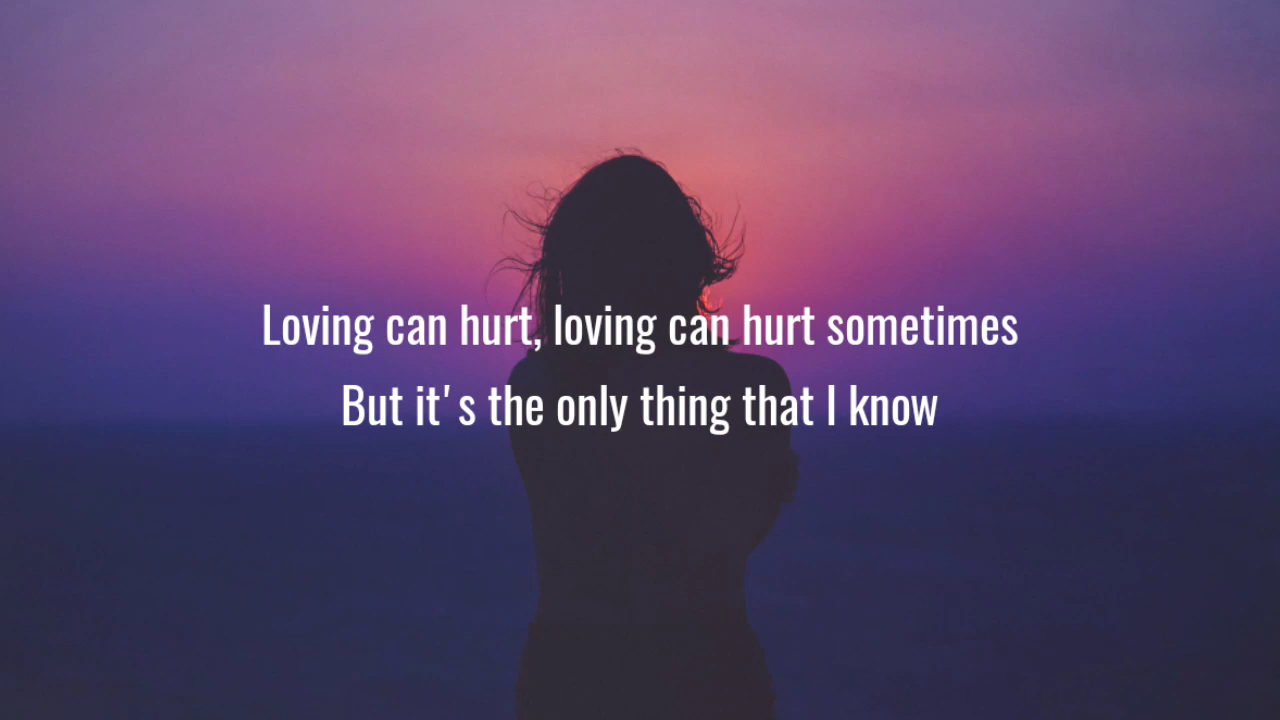 Loving can hurt, loving can hurt sometimes
But it's the only thing that I know